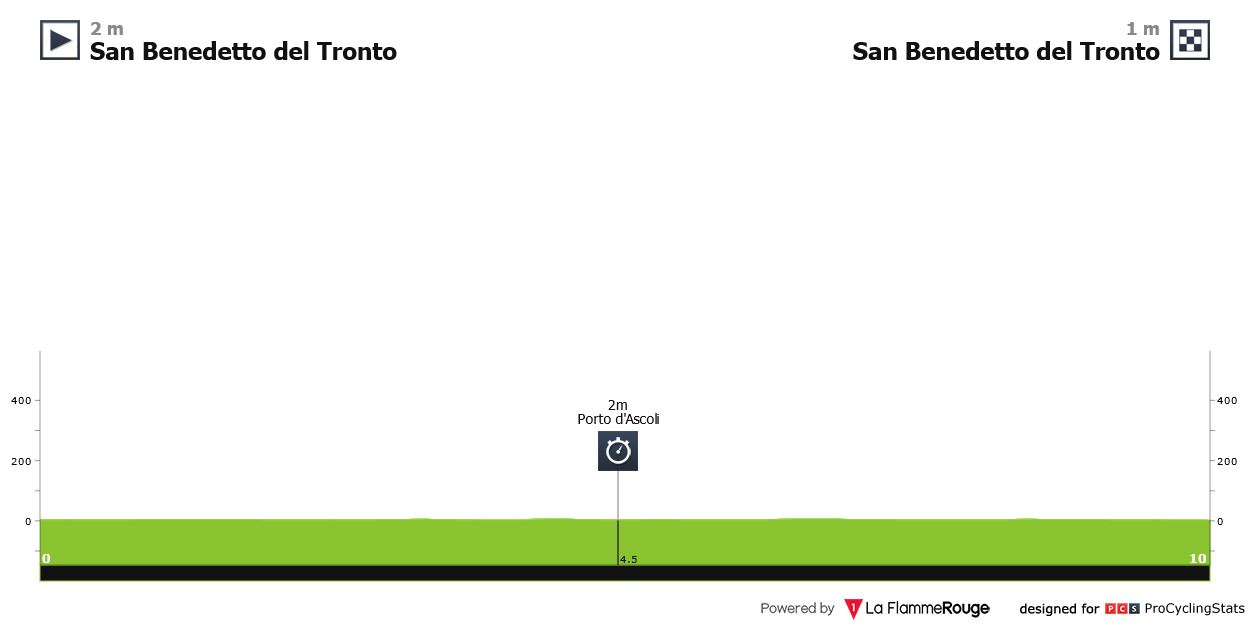 2 m
San Benedetto del Tronto
1 m
San Benedetto del Tronto
400
200
0
400
200
0
2m
Porto d'Ascoli
0
4.5
10
Powered by 1 La FlammeRouge
designed for PCS ProCyclingStats